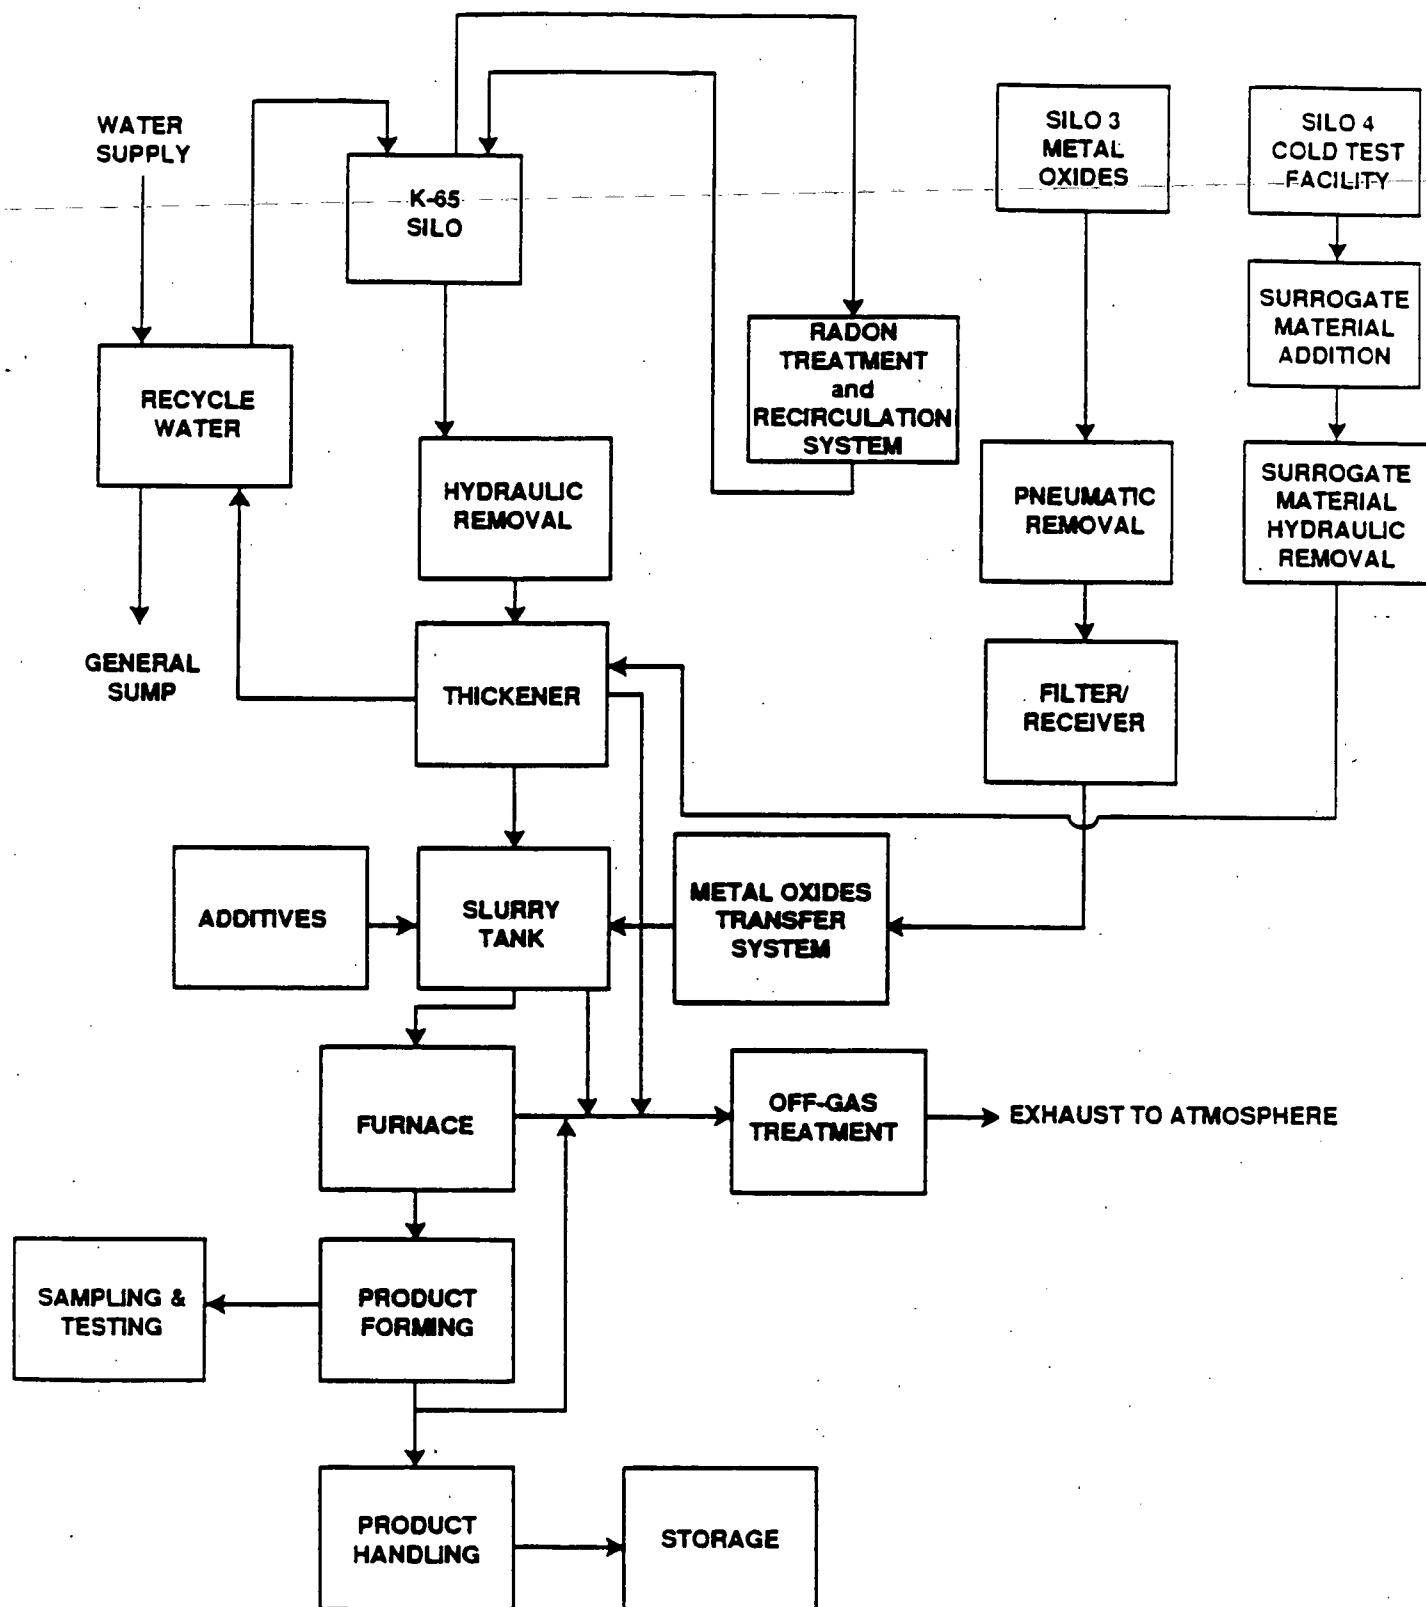 WATER
SUPPLY
K-65
SILO
SILO 3
METAL
OXIDES
SILO 4
COLD TEST
FACILITY
SURROGATE
MATERIAL
ADDITION
RADON
TREATMENT
and
RECIRCULATION
SYSTEM
RECYCLE
WATER
HYDRAULIC
REMOVAL
PNEUMATIC
REMOVAL
SURROGATE
MATERIAL
HYDRAULIC
REMOVAL
GENERAL
SUMP
THICKENER
FILTER/
RECEIVER
ADDITIVES
SLURRY
TANK
METAL OXIDES
TRANSFER
SYSTEM
FURNACE
OFF-GAS
TREATMENT
EXHAUST TO ATMOSPHERE
SAMPLING &
TESTING
PRODUCT
FORMING
PRODUCT
HANDLING
STORAGE